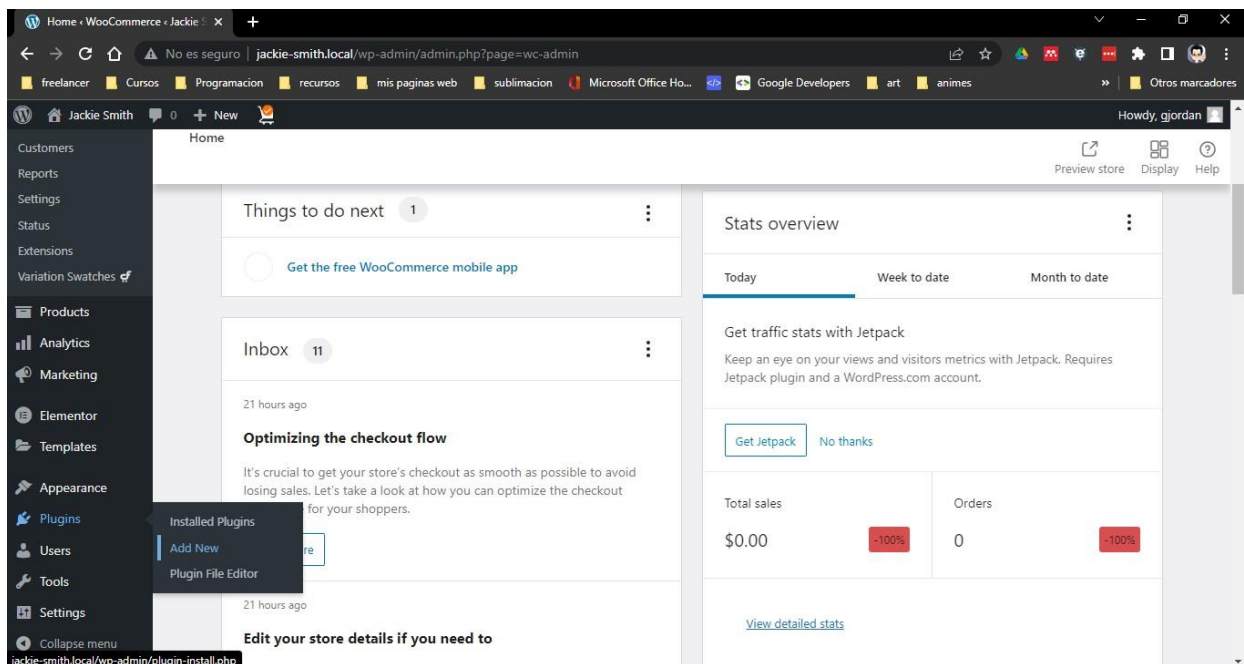 Home ‹ WooCommerce ‹ Jackie S
No es seguro | jackie-smith.local/wp-admin/admin.php?page=wc-admin
freelancer Cursos Programacion recursos mis paginas web sublimacion Microsoft Office Ho... Google Developers art animes » Otros marcadores
Jackie Smith 0 + New Howdy, gjordan
Home
Preview store Display Help
Customers
Reports
Settings
Status
Extensions
Variation Swatches
Products
Analytics
Marketing
Elementor
Templates
Appearance
Plugins
Users
Tools
Settings
Collapse menu
Installed Plugins
Add New
Plugin File Editor
jackie-smith.local/wp-admin/plugin-install.php
Things to do next 1
Get the free WooCommerce mobile app
Inbox 11
21 hours ago
Optimizing the checkout flow
It's crucial to get your store's checkout as smooth as possible to avoid
losing sales. Let's take a look at how you can optimize the checkout
for your shoppers.
re
21 hours ago
Edit your store details if you need to
Stats overview
Today Week to date Month to date
Get traffic stats with Jetpack
Keep an eye on your views and visitors metrics with Jetpack. Requires
Jetpack plugin and a WordPress.com account.
Get Jetpack No thanks
Total sales Orders
$0.00 -100% 0 -100%
View detailed stats